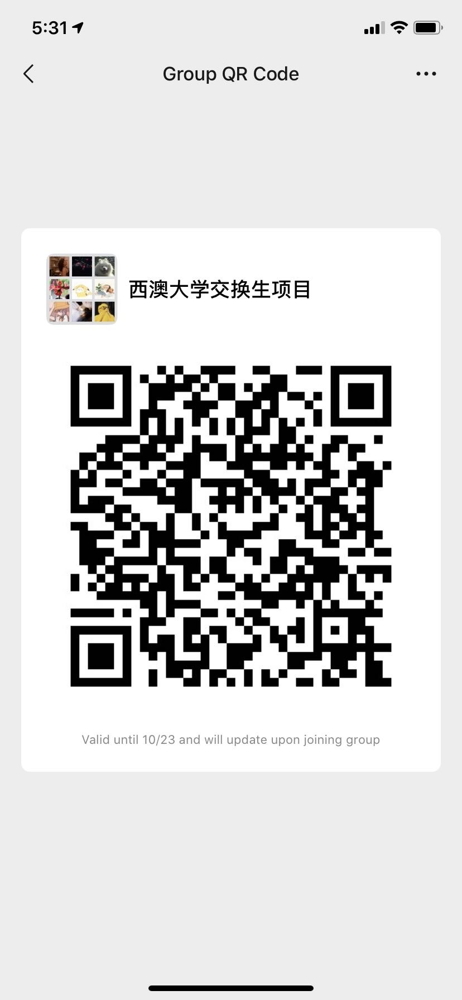 5:31
Group QR Code
西澳大学交换生项目
Valid until 10/23 and will update upon joining group